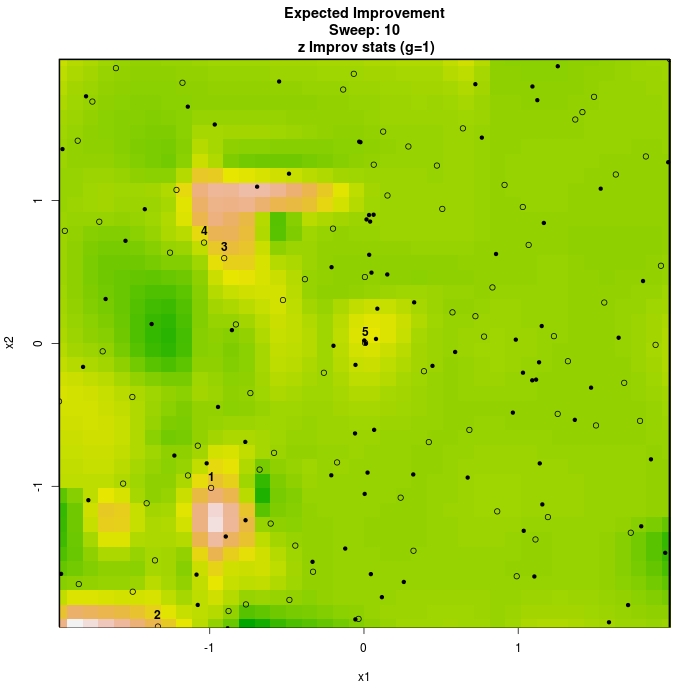 Expected Improvement
Sweep: 10
z Improv stats (g=1)
1
4
3
x2
0
5
-1
1
2
-1
0
1
x1